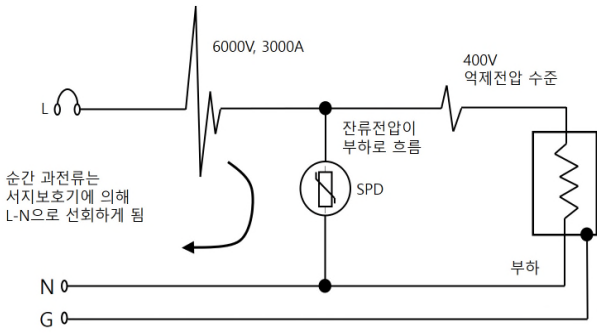 6000V, 3000A
400V
억제전압 수준
L
잔류전압이
부하로 흐름
순간 과전류는
서지보호기에 의해
L-N으로 선회하게 됨
SPD
부하
N
G